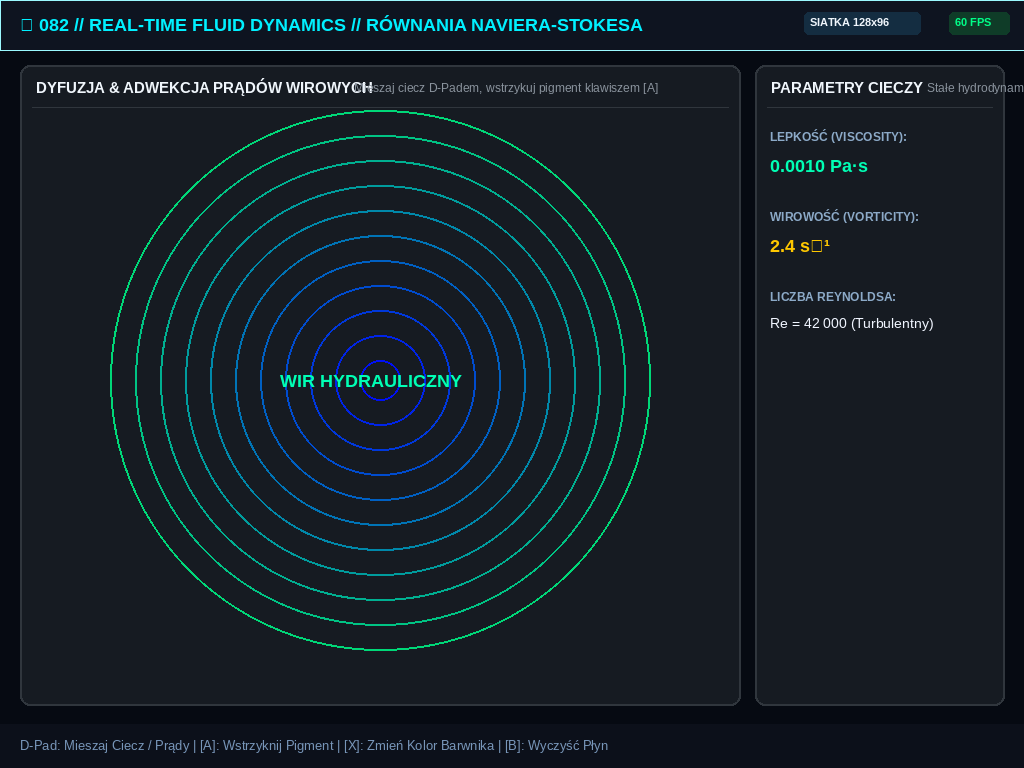 082 // REAL-TIME FLUID DYNAMICS // RÓWNANIA NAVIERA-STOKESA
SIATKA 128x96
60 FPS
DYFUZJA & ADWEKCJA PRĄDÓW WIROWYCH
Mieszaj ciecz D-Padem, wstrzykuj pigment klawiszem [A]
PARAMETRY CIECZY
Stałe hydrodynam
LEPKOŚĆ (VISCOSITY):
0.0010 Pa·s
WIROWOŚĆ (VORTICITY):
2.4 s□¹
LICZBA REYNOLDSA:
Re = 42 000 (Turbulentny)
WIR HYDRAULICZNY
D-Pad: Mieszaj Ciecz / Prądy | [A]: Wstrzyknij Pigment | [X]: Zmień Kolor Barwnika | [B]: Wyczyść Płyn